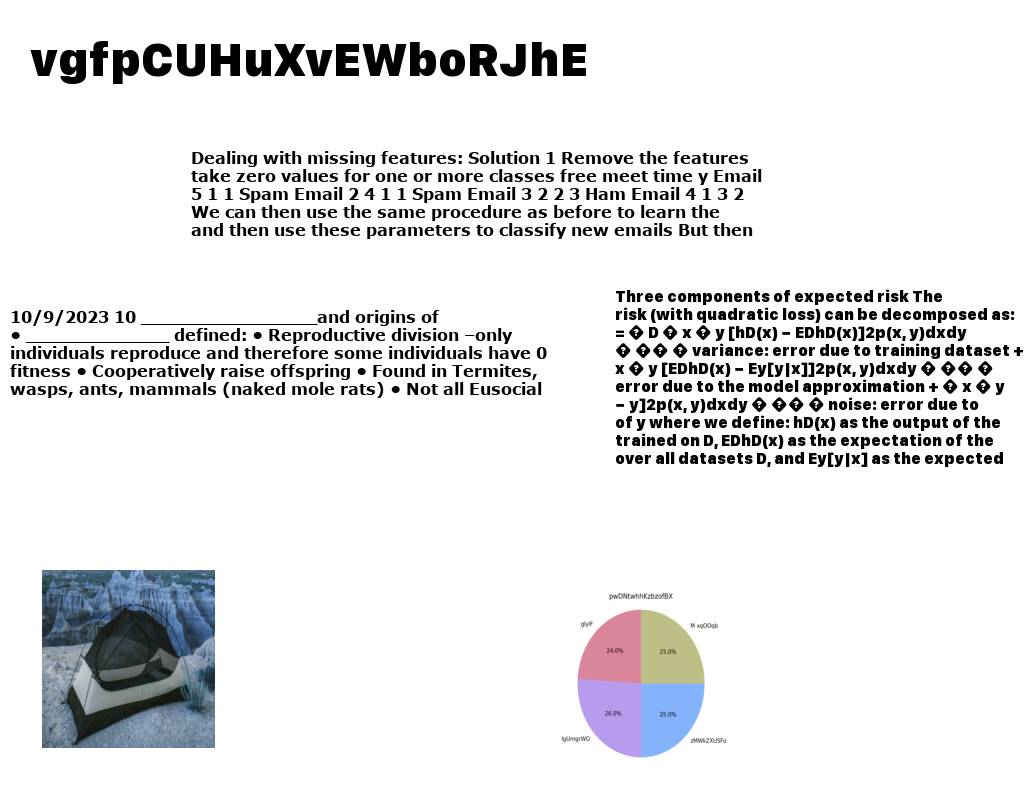 vgfpCUHuXvEWboRJhE
Dealing with missing features: Solution 1 Remove the features
take zero values for one or more classes free meet time y Email
5 1 1 Spam Email 2 4 1 1 Spam Email 3 2 2 3 Ham Email 4 1 3 2
We can then use the same procedure as before to learn the
and then use these parameters to classify new emails But then
10/9/2023 10 _____________________and origins of
• _________________ defined: • Reproductive division –only
individuals reproduce and therefore some individuals have 0
fitness • Cooperatively raise offspring • Found in Termites,
wasps, ants, mammals (naked mole rats) • Not all Eusocial
Three components of expected risk The
risk (with quadratic loss) can be decomposed as:
= � D � x � y [hD(x) − EDhD(x)]2p(x, y)dxdy
� �� � variance: error due to training dataset +
x � y [EDhD(x) − Ey[y|x]]2p(x, y)dxdy � �� �
error due to the model approximation + � x � y
− y]2p(x, y)dxdy � �� � noise: error due to
of y where we define: hD(x) as the output of the
trained on D, EDhD(x) as the expectation of the
over all datasets D, and Ey[y|x] as the expected
pwDNtwhhKzbzofBX
M xqOOqb
25.0%
24.0%
26.0%
25.0%
zMWkZXUSFo